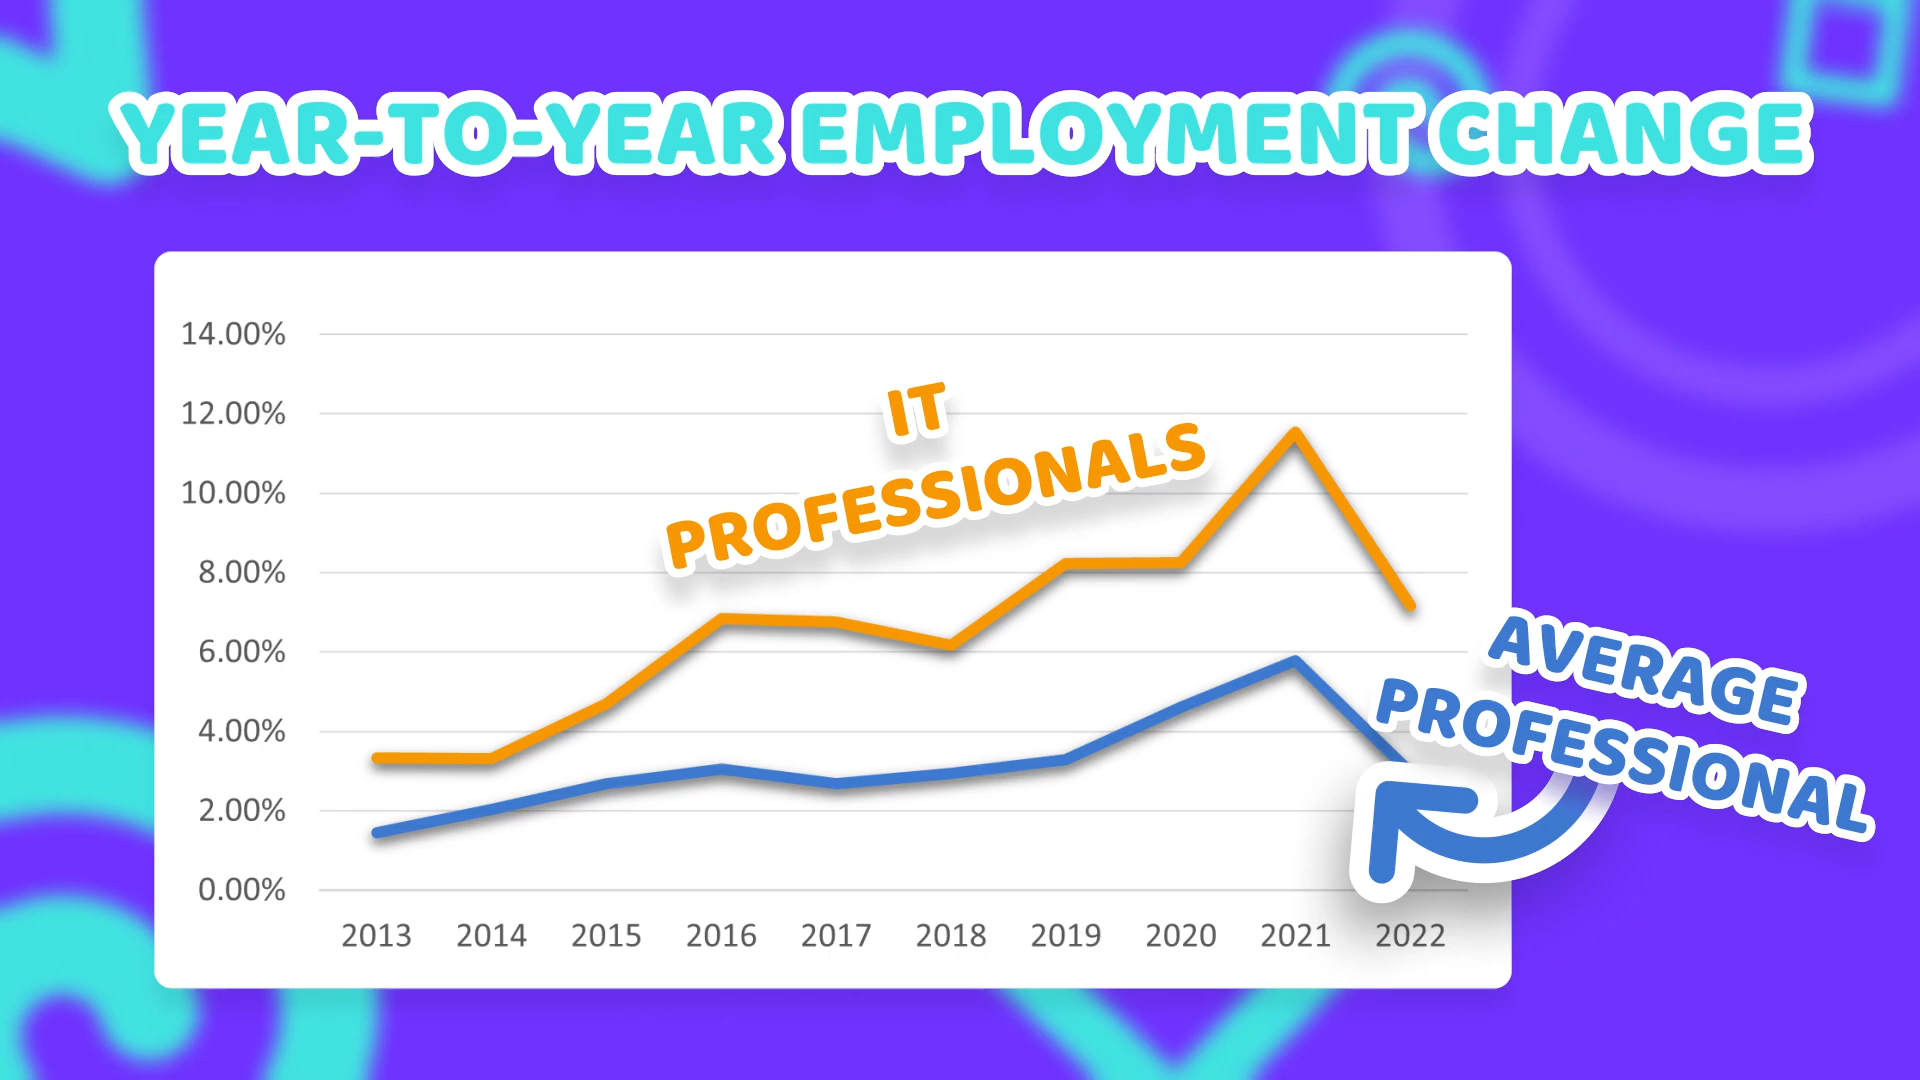 YEAR-TO-YEAR EMPLOYMENT CHANGE
14.00%
12.00%
10.00%
8.00%
6.00%
4.00%
2.00%
0.00%
IT
PROFESSIONALS
AVERAGE
PROFESSIONAL
2013 2014 2015 2016 2017 2018 2019 2020 2021 2022